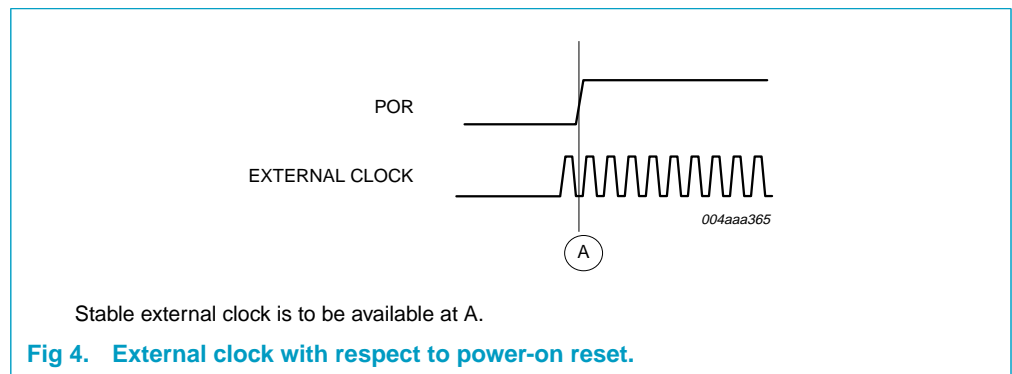 POR
EXTERNAL CLOCK
004aaa365
A
Stable external clock is to be available at A.
Fig 4. External clock with respect to power-on reset.